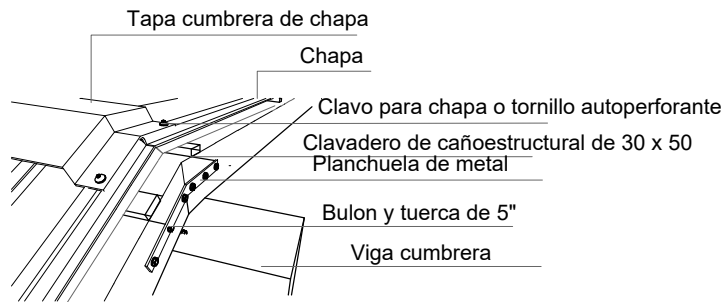 Tapa cumbrera de chapa
Chapa
Clavo para chapa o tornillo autoperforante
Clavadero de cañoestructural de 30 x 50
Planchuela de metal
Bulon y tuerca de 5"
Viga cumbrera